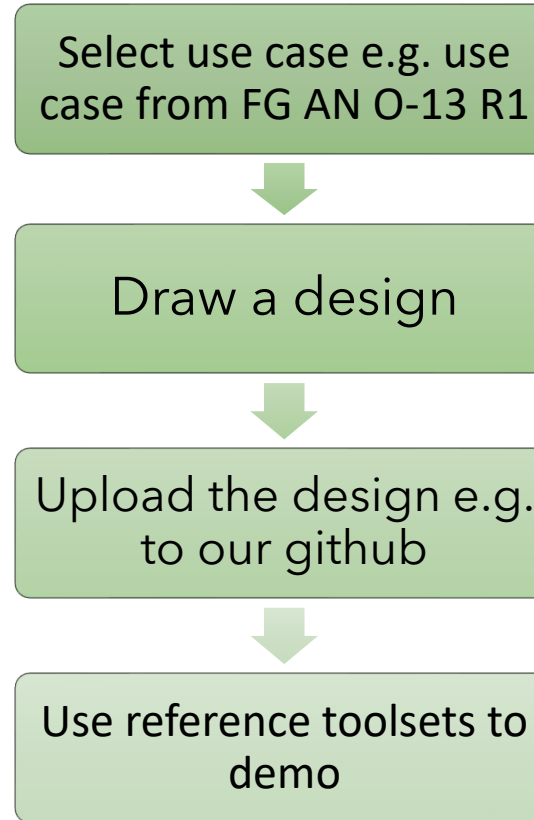 Select use case e.g. use
case from FG AN O-13 R1
Draw a design
Upload the design e.g.
to our github
Use reference toolsets to
demo